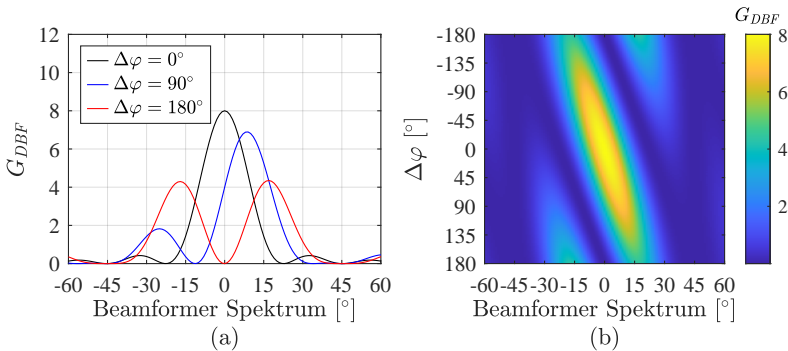 G_DBF
12
10
8
6
4
2
0
Δφ = 0°
Δφ = 90°
Δφ = 180°
-60 -45 -30 -15 0 15 30 45 60
Beamformer Spektrum [°]
(a)
Δφ [°]
-180
-135
-90
-45
0
45
90
135
180
-60 -45 -30 -15 0 15 30 45 60
Beamformer Spektrum [°]
(b)
G_DBF
8
6
4
2